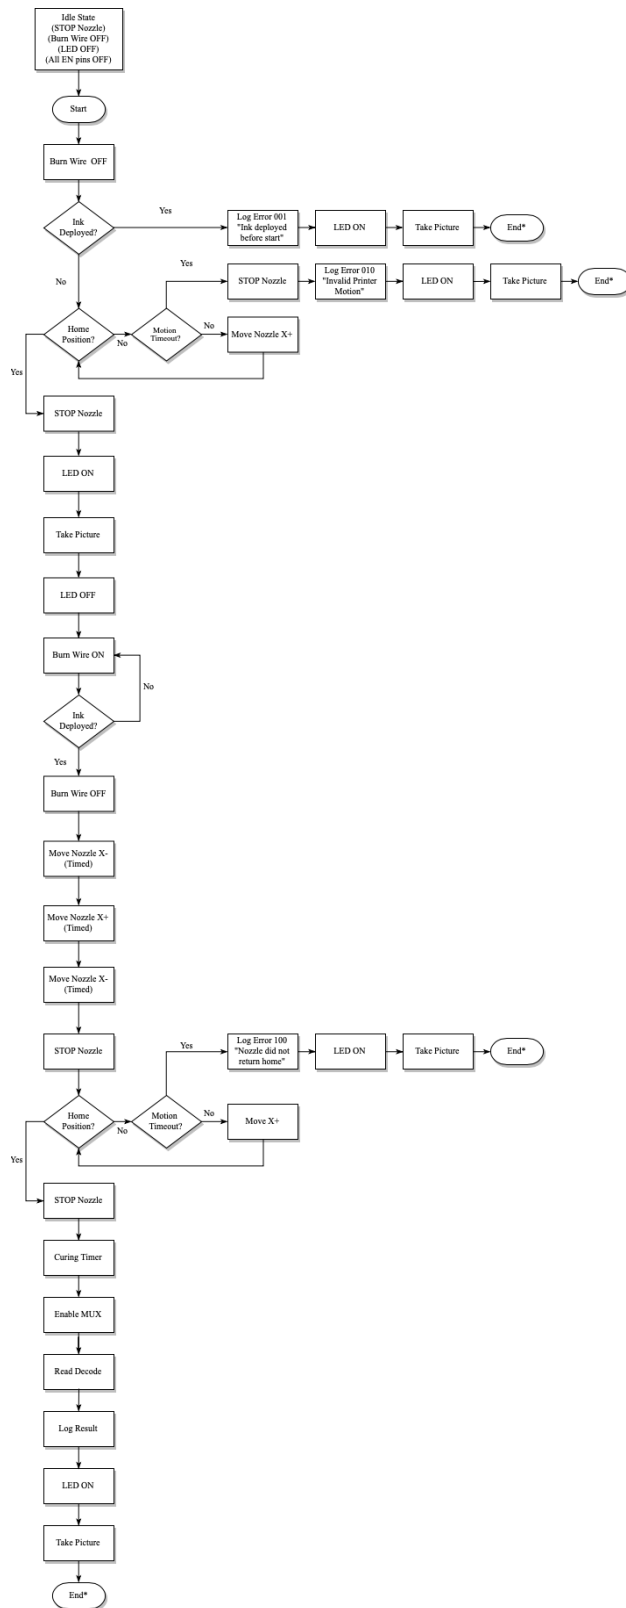 Idle State
(STOP Nozzle)
(Burn Wire OFF)
(LED OFF)
(All EN pins OFF)
Start
Burn Wire OFF
Ink
Deployed?
Yes
Log Error 001
"Ink deployed
before start"
LED ON
Take Picture
End*
No
Yes
STOP Nozzle
Log Error 010
"Invalid Printer
Motion"
LED ON
Take Picture
End*
Home
Position?
No
Motion
Timeout?
No
Move Nozzle X+
Yes
STOP Nozzle
LED ON
Take Picture
LED OFF
Burn Wire ON
No
Ink
Deployed?
Yes
Burn Wire OFF
Move Nozzle X-
(Timed)
Move Nozzle X+
(Timed)
Move Nozzle X-
(Timed)
STOP Nozzle
Yes
Log Error 100
"Nozzle did not
return home"
LED ON
Take Picture
End*
Home
Position?
No
Motion
Timeout?
No
Move X+
Yes
STOP Nozzle
Curing Timer
Enable MUX
Read Decode
Log Result
LED ON
Take Picture
End*